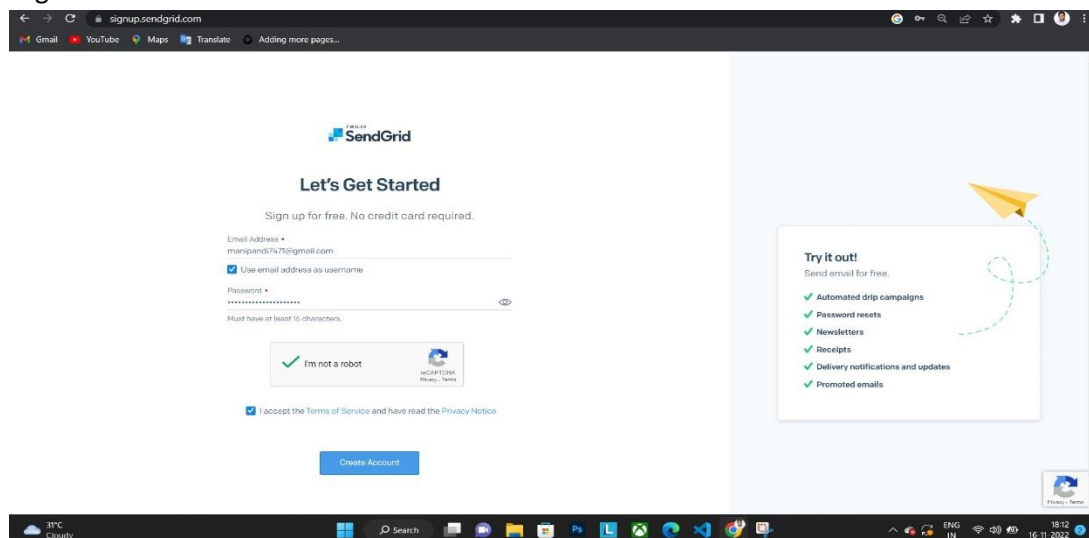 signup.sendgrid.com
Gmail YouTube Maps Translate Adding more pages...
TWILIO
SendGrid
Let's Get Started
Sign up for free. No credit card required.
Email Address •
manipandi7471@gmail.com
Use email address as username
Password •
Must have at least 16 characters.
I'm not a robot
reCAPTCHA
Privacy - Terms
I accept the Terms of Service and have read the Privacy Notice
Create Account
Try it out!
Send email for free.
Automated drip campaigns
Password resets
Newsletters
Receipts
Delivery notifications and updates
Promoted emails
Privacy - Terms
31°C
Cloudy
Search
Ps
L
ENG
IN
18:12
16-11-2022
2